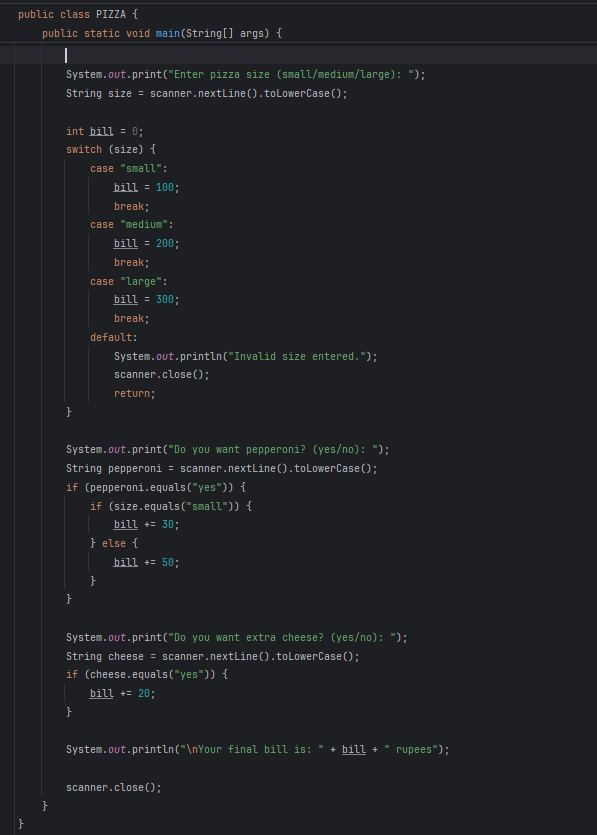 public class PIZZA {
    public static void main(String[] args) {

        System.out.print("Enter pizza size (small/medium/large): ");
        String size = scanner.nextLine().toLowerCase();

        int bill = 0;
        switch (size) {
            case "small":
                bill = 100;
                break;
            case "medium":
                bill = 200;
                break;
            case "large":
                bill = 300;
                break;
            default:
                System.out.println("Invalid size entered.");
                scanner.close();
                return;
        }

        System.out.print("Do you want pepperoni? (yes/no): ");
        String pepperoni = scanner.nextLine().toLowerCase();
        if (pepperoni.equals("yes")) {
            if (size.equals("small")) {
                bill += 30;
            } else {
                bill += 50;
            }
        }

        System.out.print("Do you want extra cheese? (yes/no): ");
        String cheese = scanner.nextLine().toLowerCase();
        if (cheese.equals("yes")) {
            bill += 20;
        }

        System.out.println("\nYour final bill is: " + bill + " rupees");

        scanner.close();
    }
}